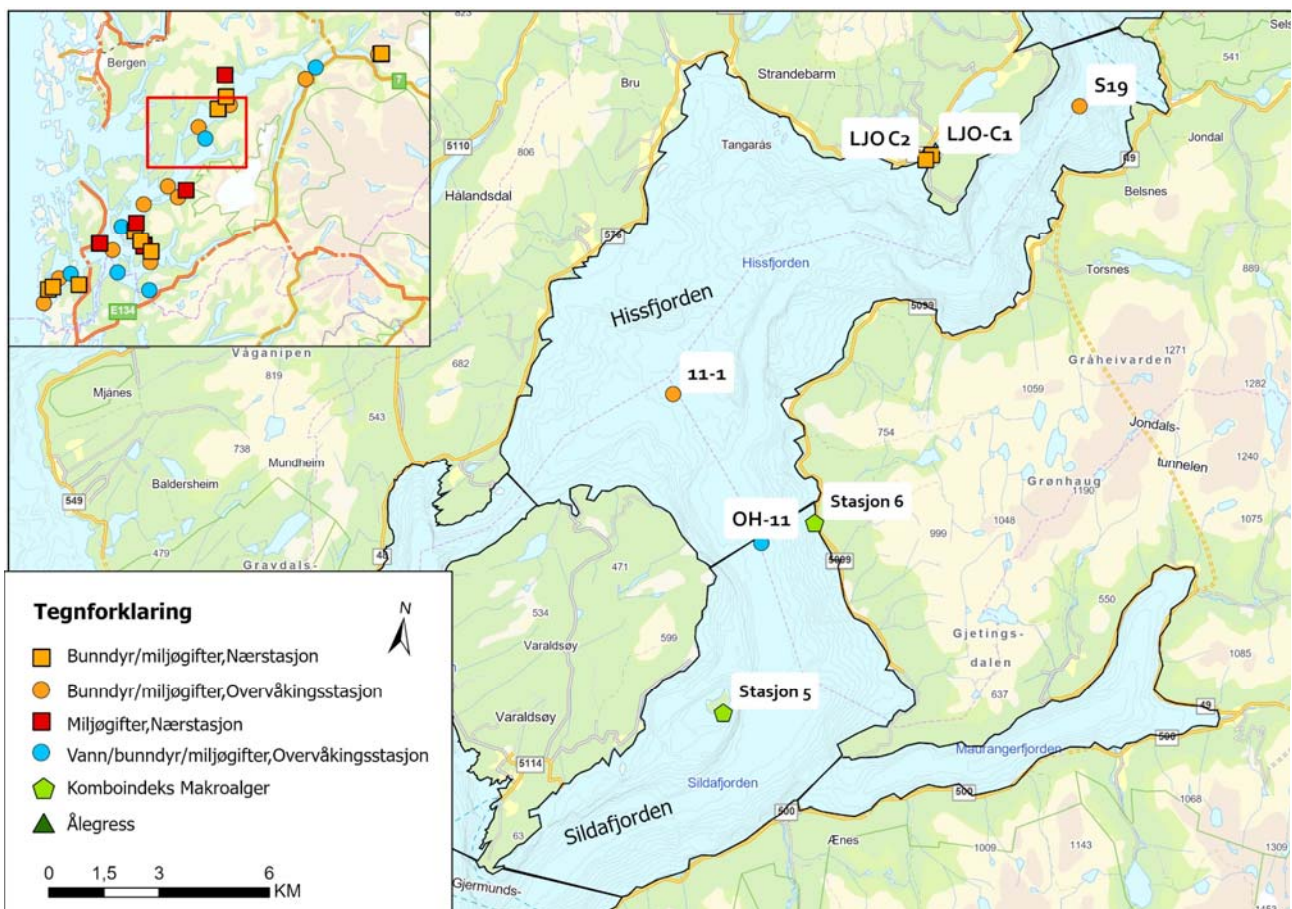 Bergen
7
E134
823
Bru
Strandebarm
541
S19
LJO-C1
LJO C2
Jondal
5110
806
Tangarås
49
Hålandsdal
Belsnes
576
Hissfjorden
Torsnes
889
Hissfjorden
5099
Våganipen
819
682
Gråheivarden
1271
Mjånes
543
11-1
1059
1282
738
Mundheim
754
Jondals-
tunnelen
1240
Baldersheim
Grønhaug
1190
549
Stasjon 6
OH-11
479
999
1048
1075
Gravdals-
48
471
5099
534
550
Gjetings-
dalen
Varaldsøy
599
1085
637
Stasjon 5
Varaldsøy
49
Maurangerfjorden
500
5114
Sildafjorden
500
500
1068
Sildafjorden
63
Ænes
1009
1143
1309
Gjermunds-
Tegnforklaring
N
Bunndyr/miljøgifter,Nærstasjon
Bunndyr/miljøgifter,Overvåkingsstasjon
Miljøgifter,Nærstasjon
Vann/bunndyr/miljøgifter,Overvåkingsstasjon
Komboindeks Makroalger
Ålegress
0 1,5 3 6
KM